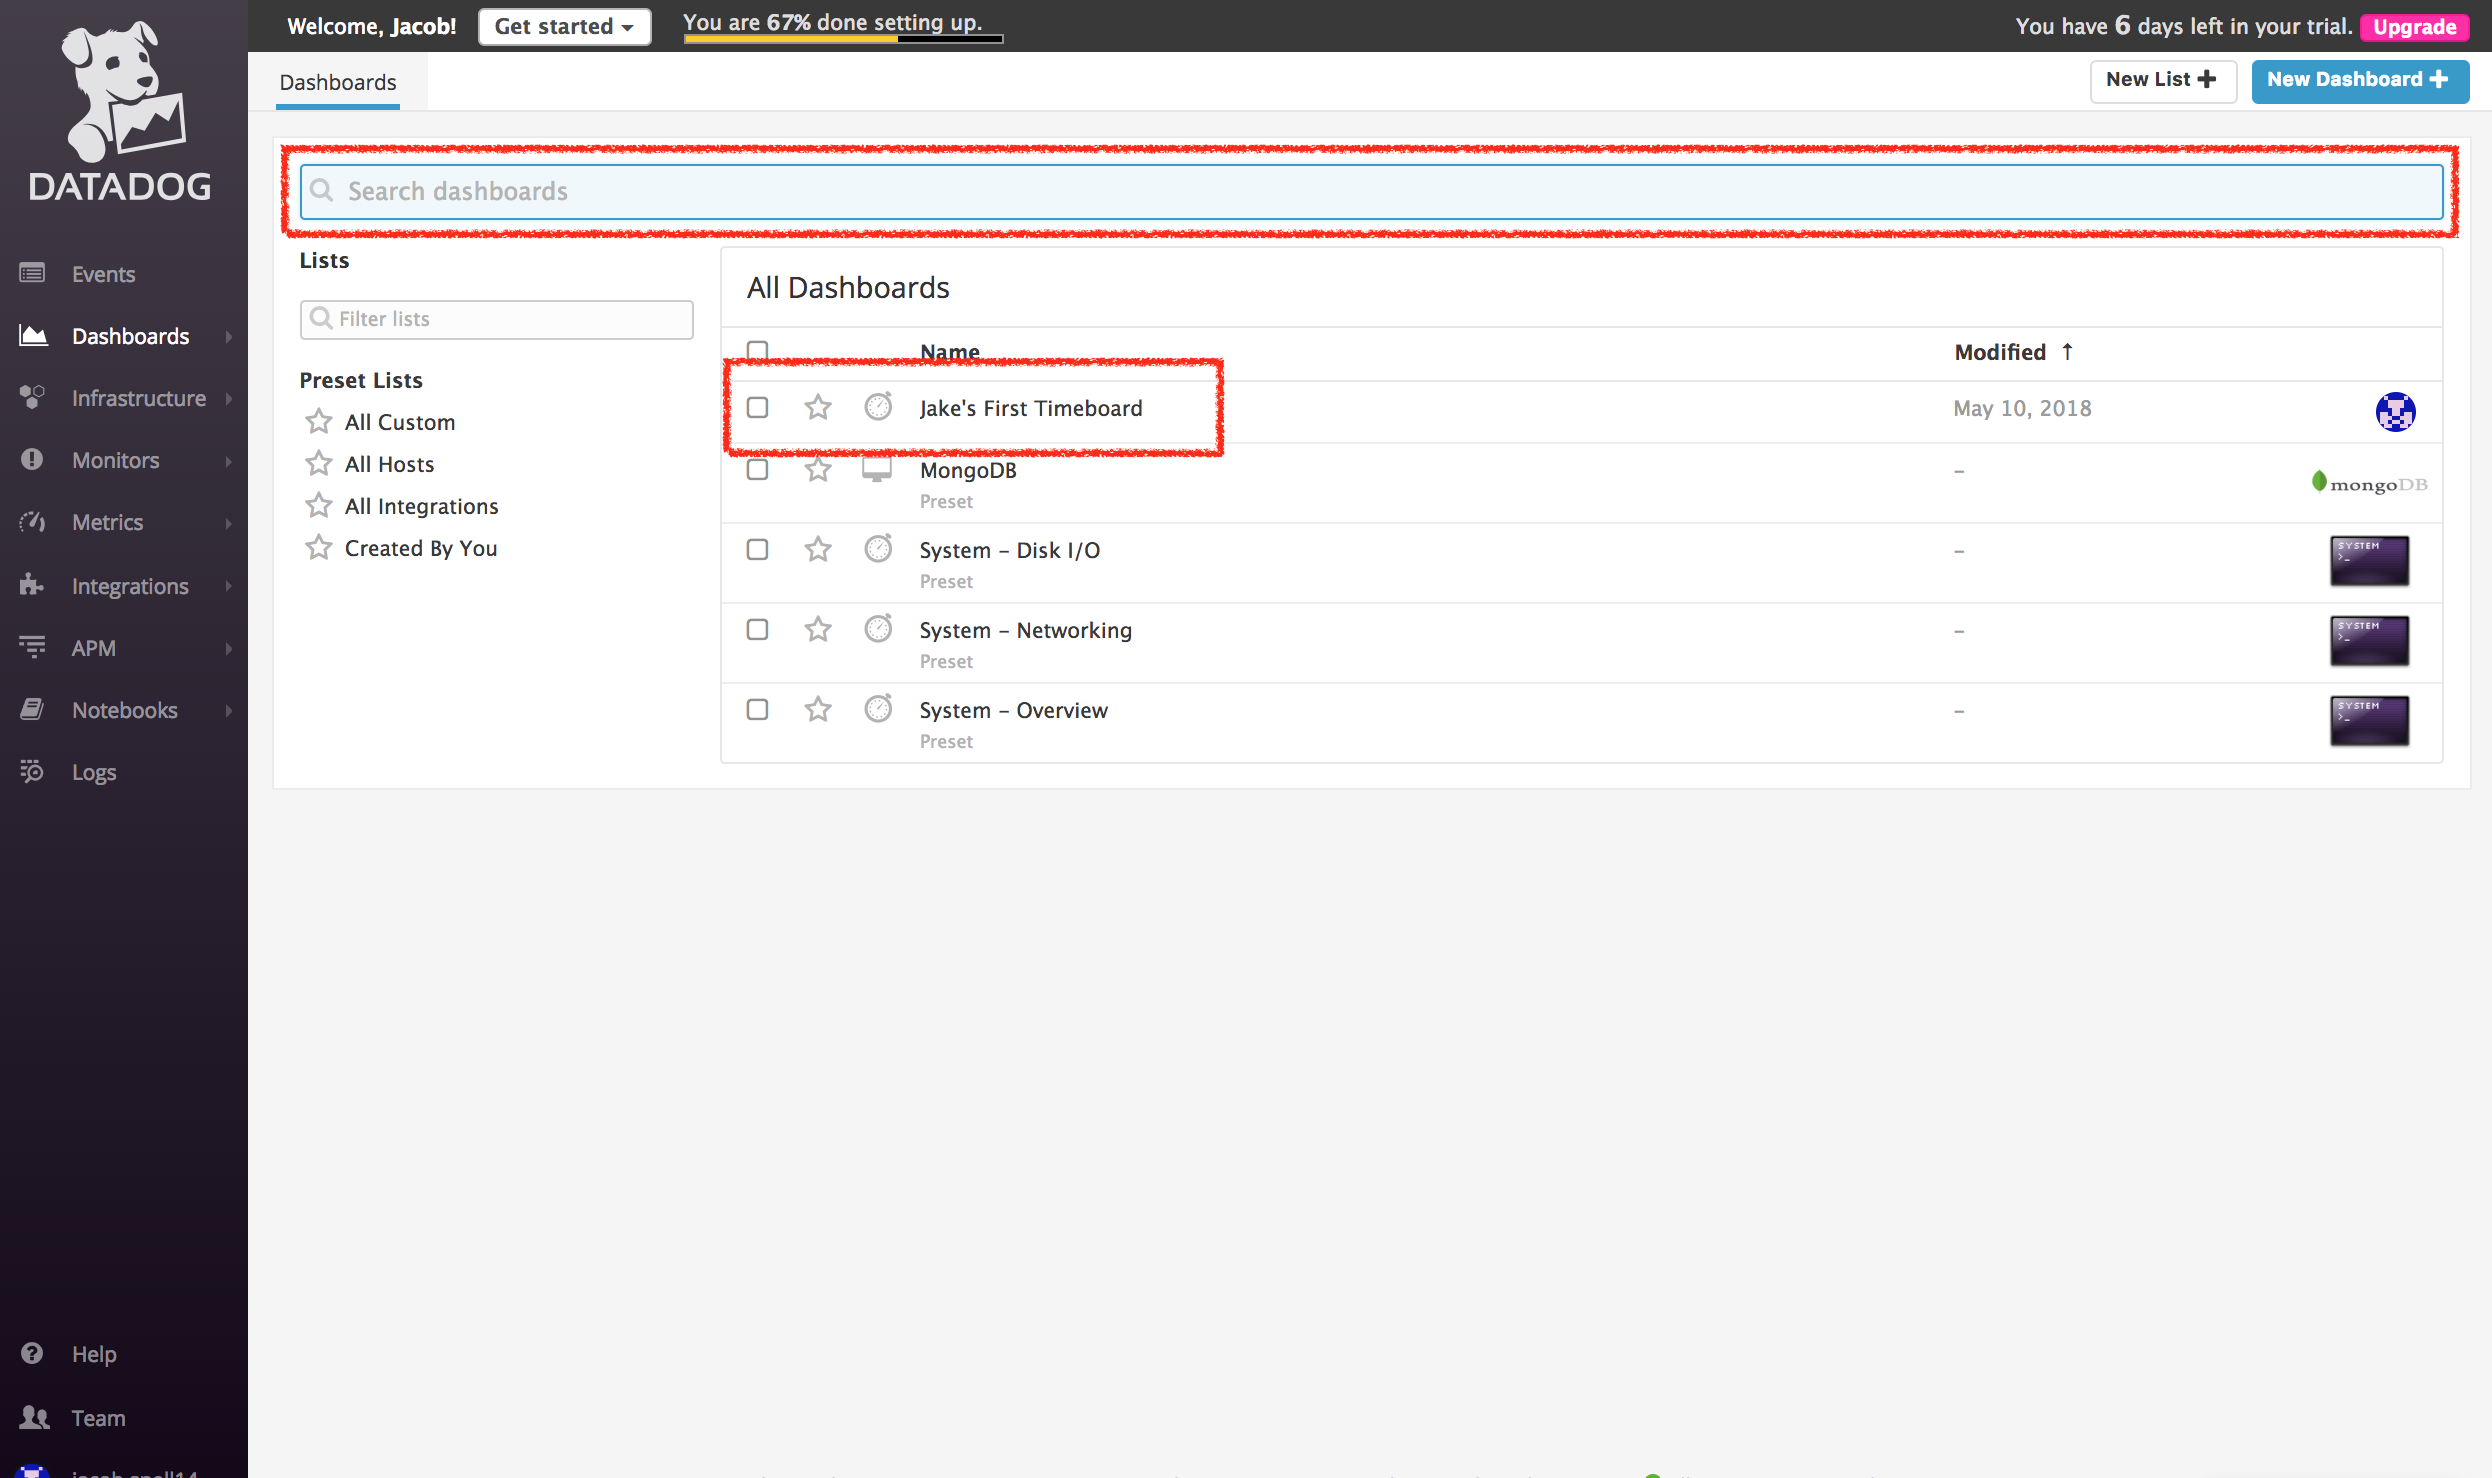 DATADOG
Events
Dashboards
Infrastructure
Monitors
Metrics
Integrations
APM
Notebooks
Logs
Help
Team
Welcome, Jacob!
Get started
You are 67% done setting up.
You have 6 days left in your trial.
Upgrade
Dashboards
New List
New Dashboard
Search dashboards
Lists
Filter lists
Preset Lists
All Custom
All Hosts
All Integrations
Created By You
All Dashboards
Name Modified ↑
Jake's First Timeboard May 10, 2018
MongoDB –
Preset
mongoDB
System – Disk I/O –
Preset
SYSTEM
>_
System – Networking –
Preset
SYSTEM
>_
System – Overview –
Preset
SYSTEM
>_